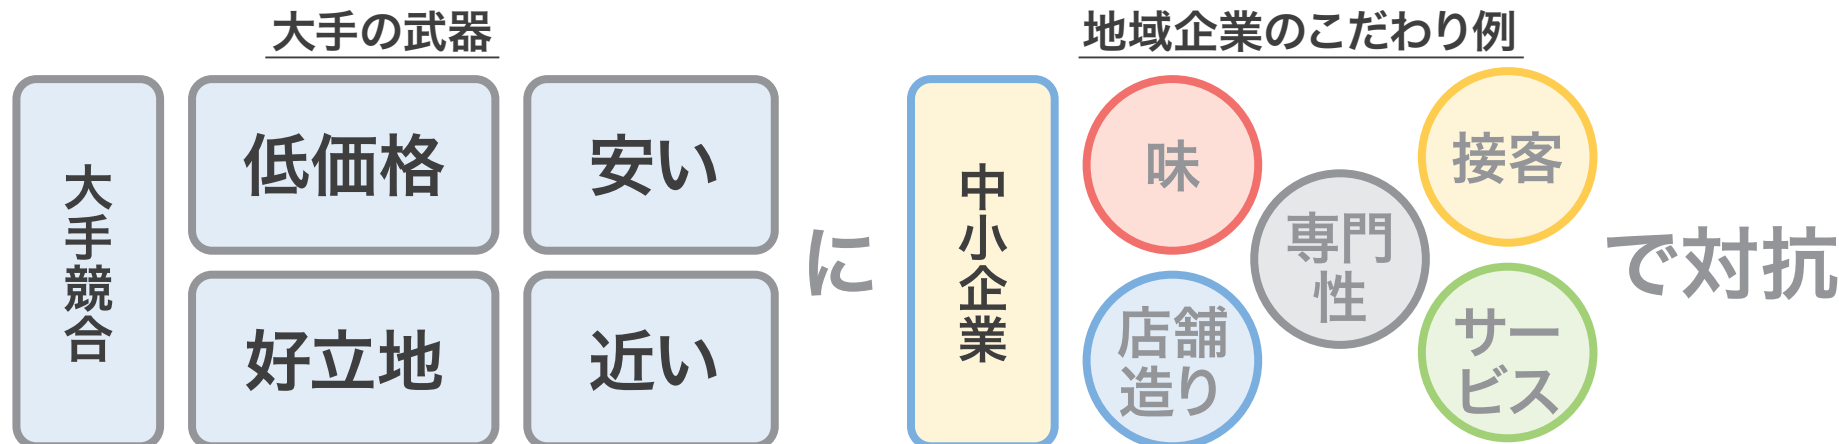 大手の武器
大手競合
低価格
安い
好立地
近い
に
地域企業のこだわり例
中小企業
味
接客
専門
性
店舗
造り
サー
ビス
で対抗